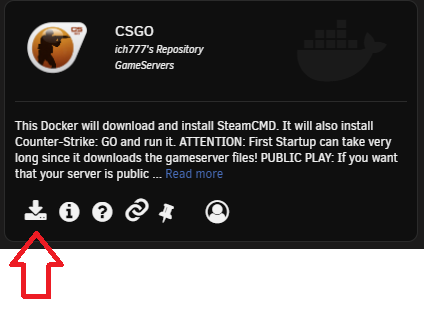 CSGO
ich777's Repository
GameServers
This Docker will download and install SteamCMD. It will also install
Counter-Strike: GO and run it. ATTENTION: First Startup can take very
long since it downloads the gameserver files! PUBLIC PLAY: If you want
that your server is public ... Read more